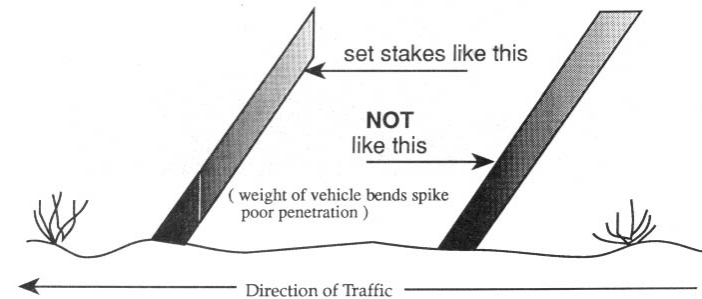 set stakes like this
NOT
like this
( weight of vehicle bends spike
poor penetration )
Direction of Traffic